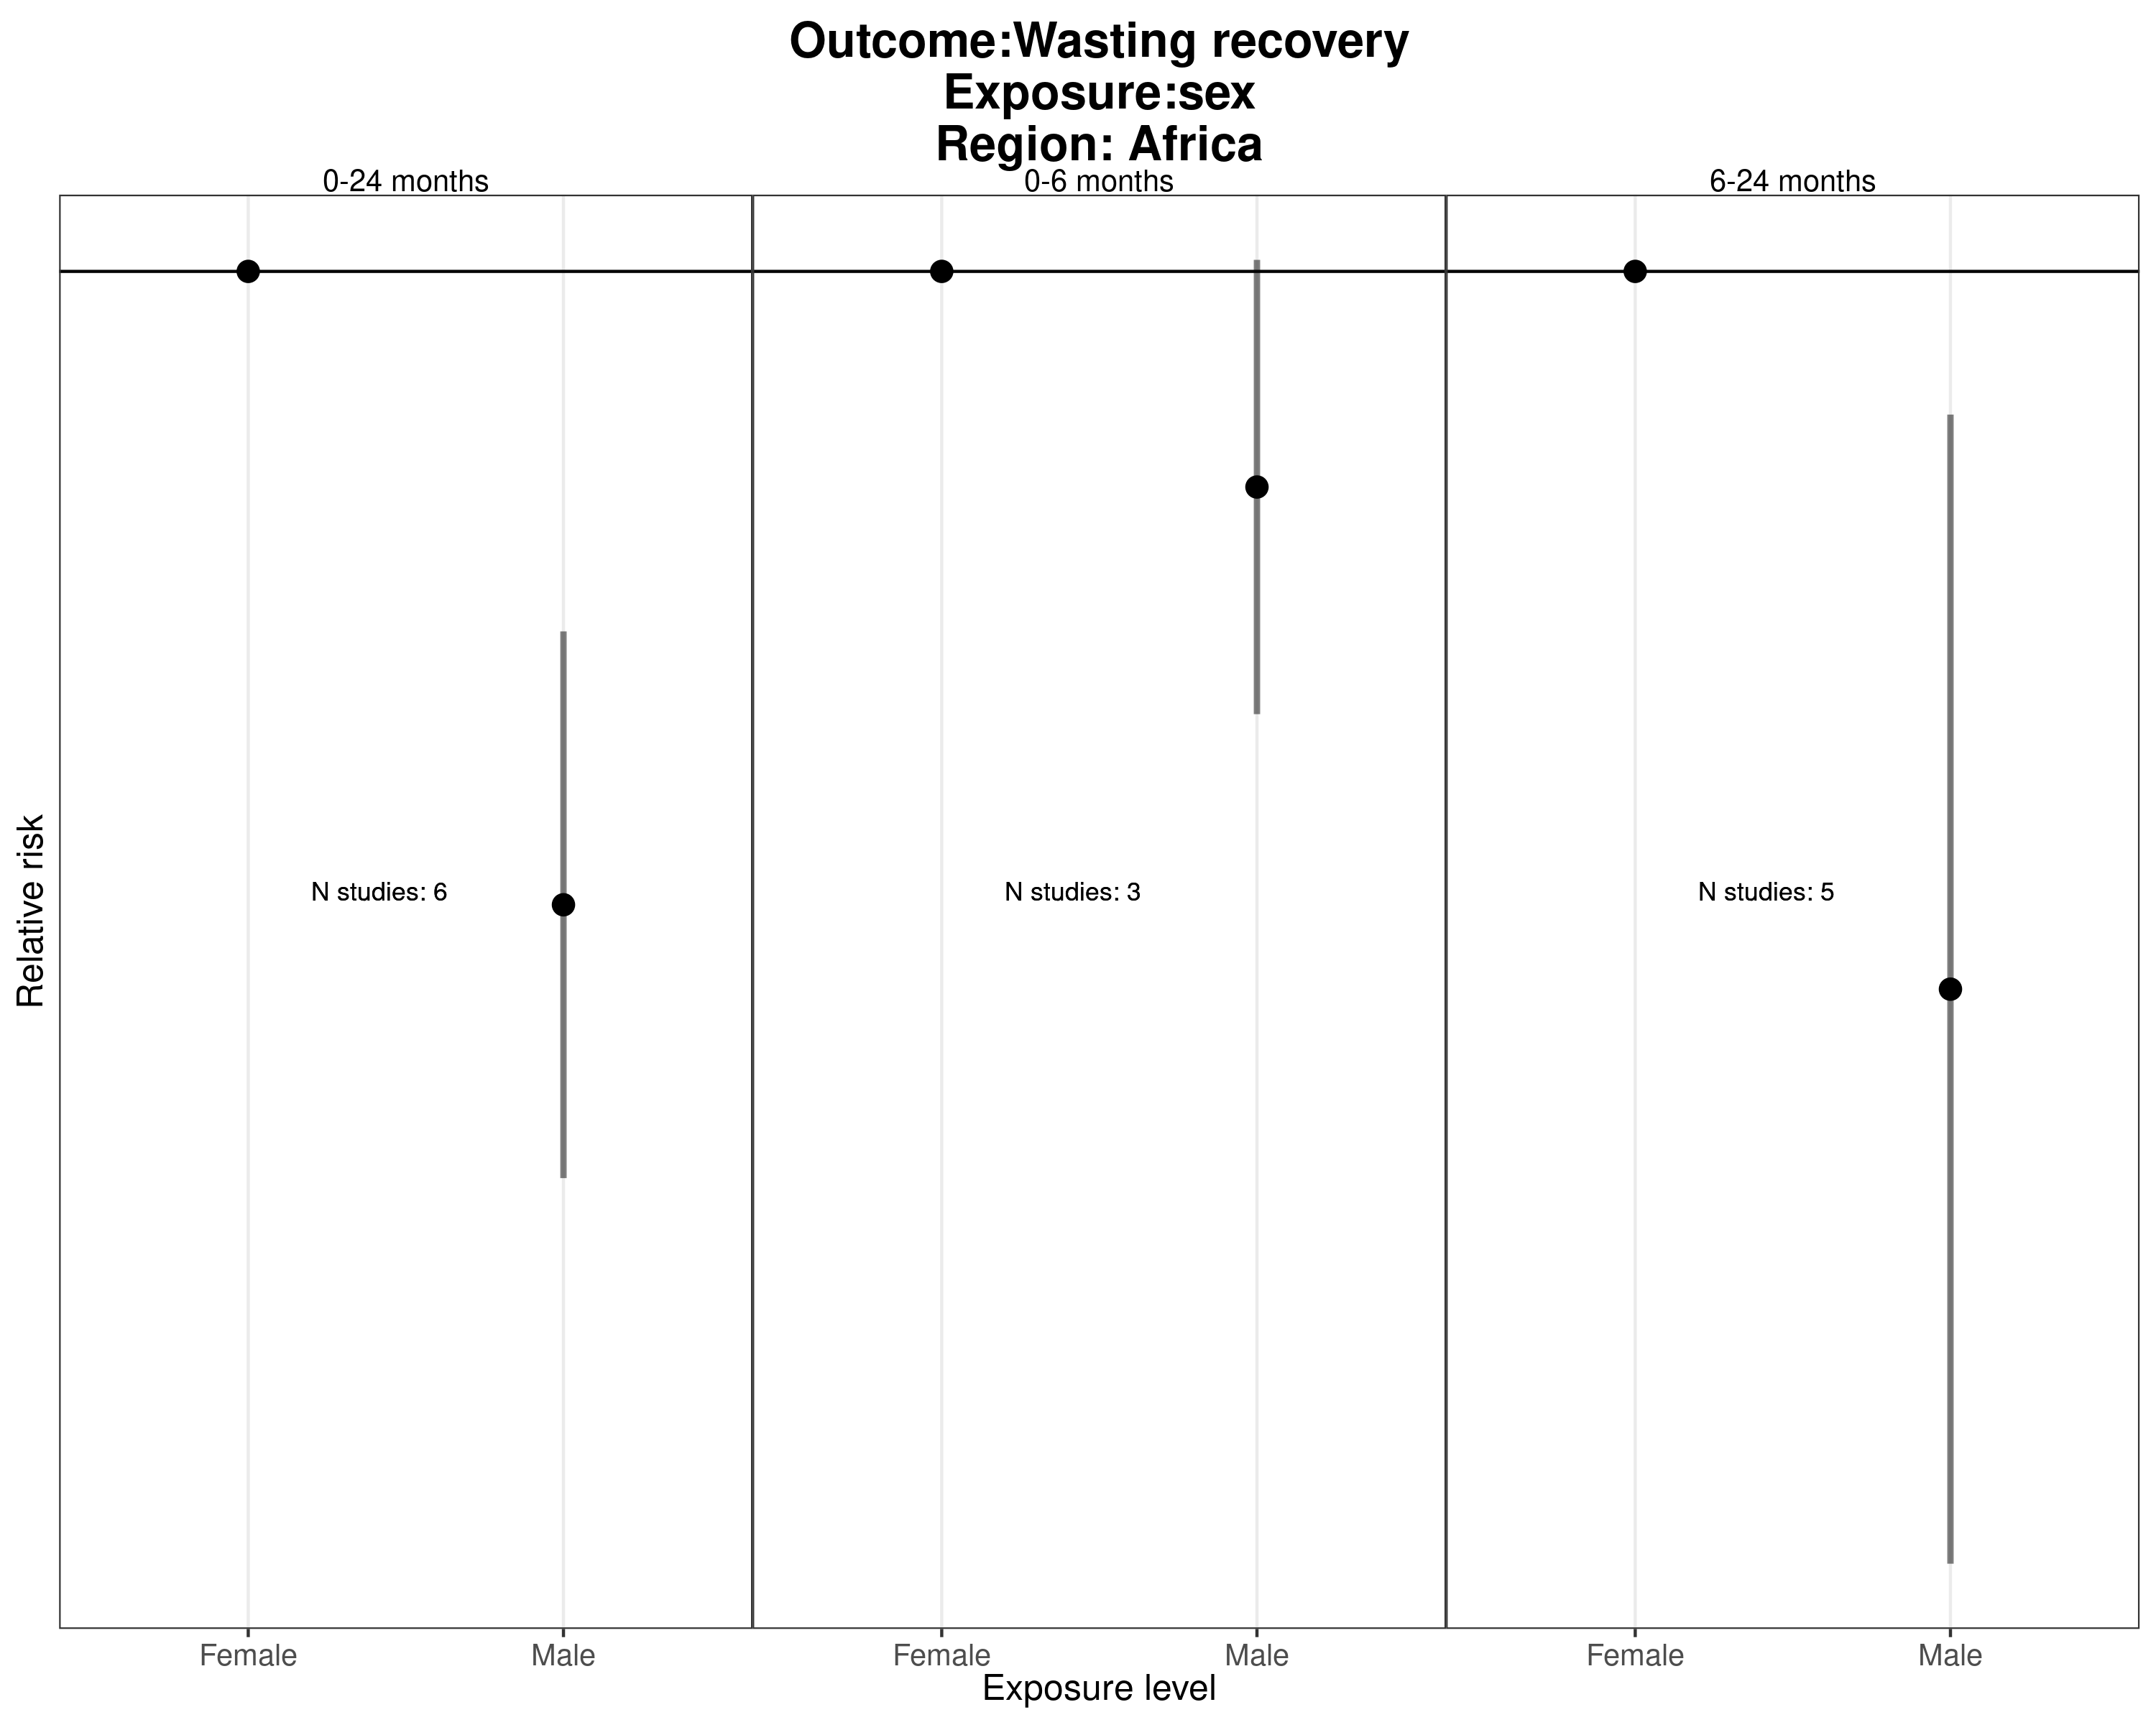 Outcome:Wasting recovery
Exposure:sex
Region: Africa
0-24 months
0-6 months
6-24 months
Relative risk
N studies: 6
N studies: 3
N studies: 5
Female
Male
Female
Male
Female
Male
Exposure level